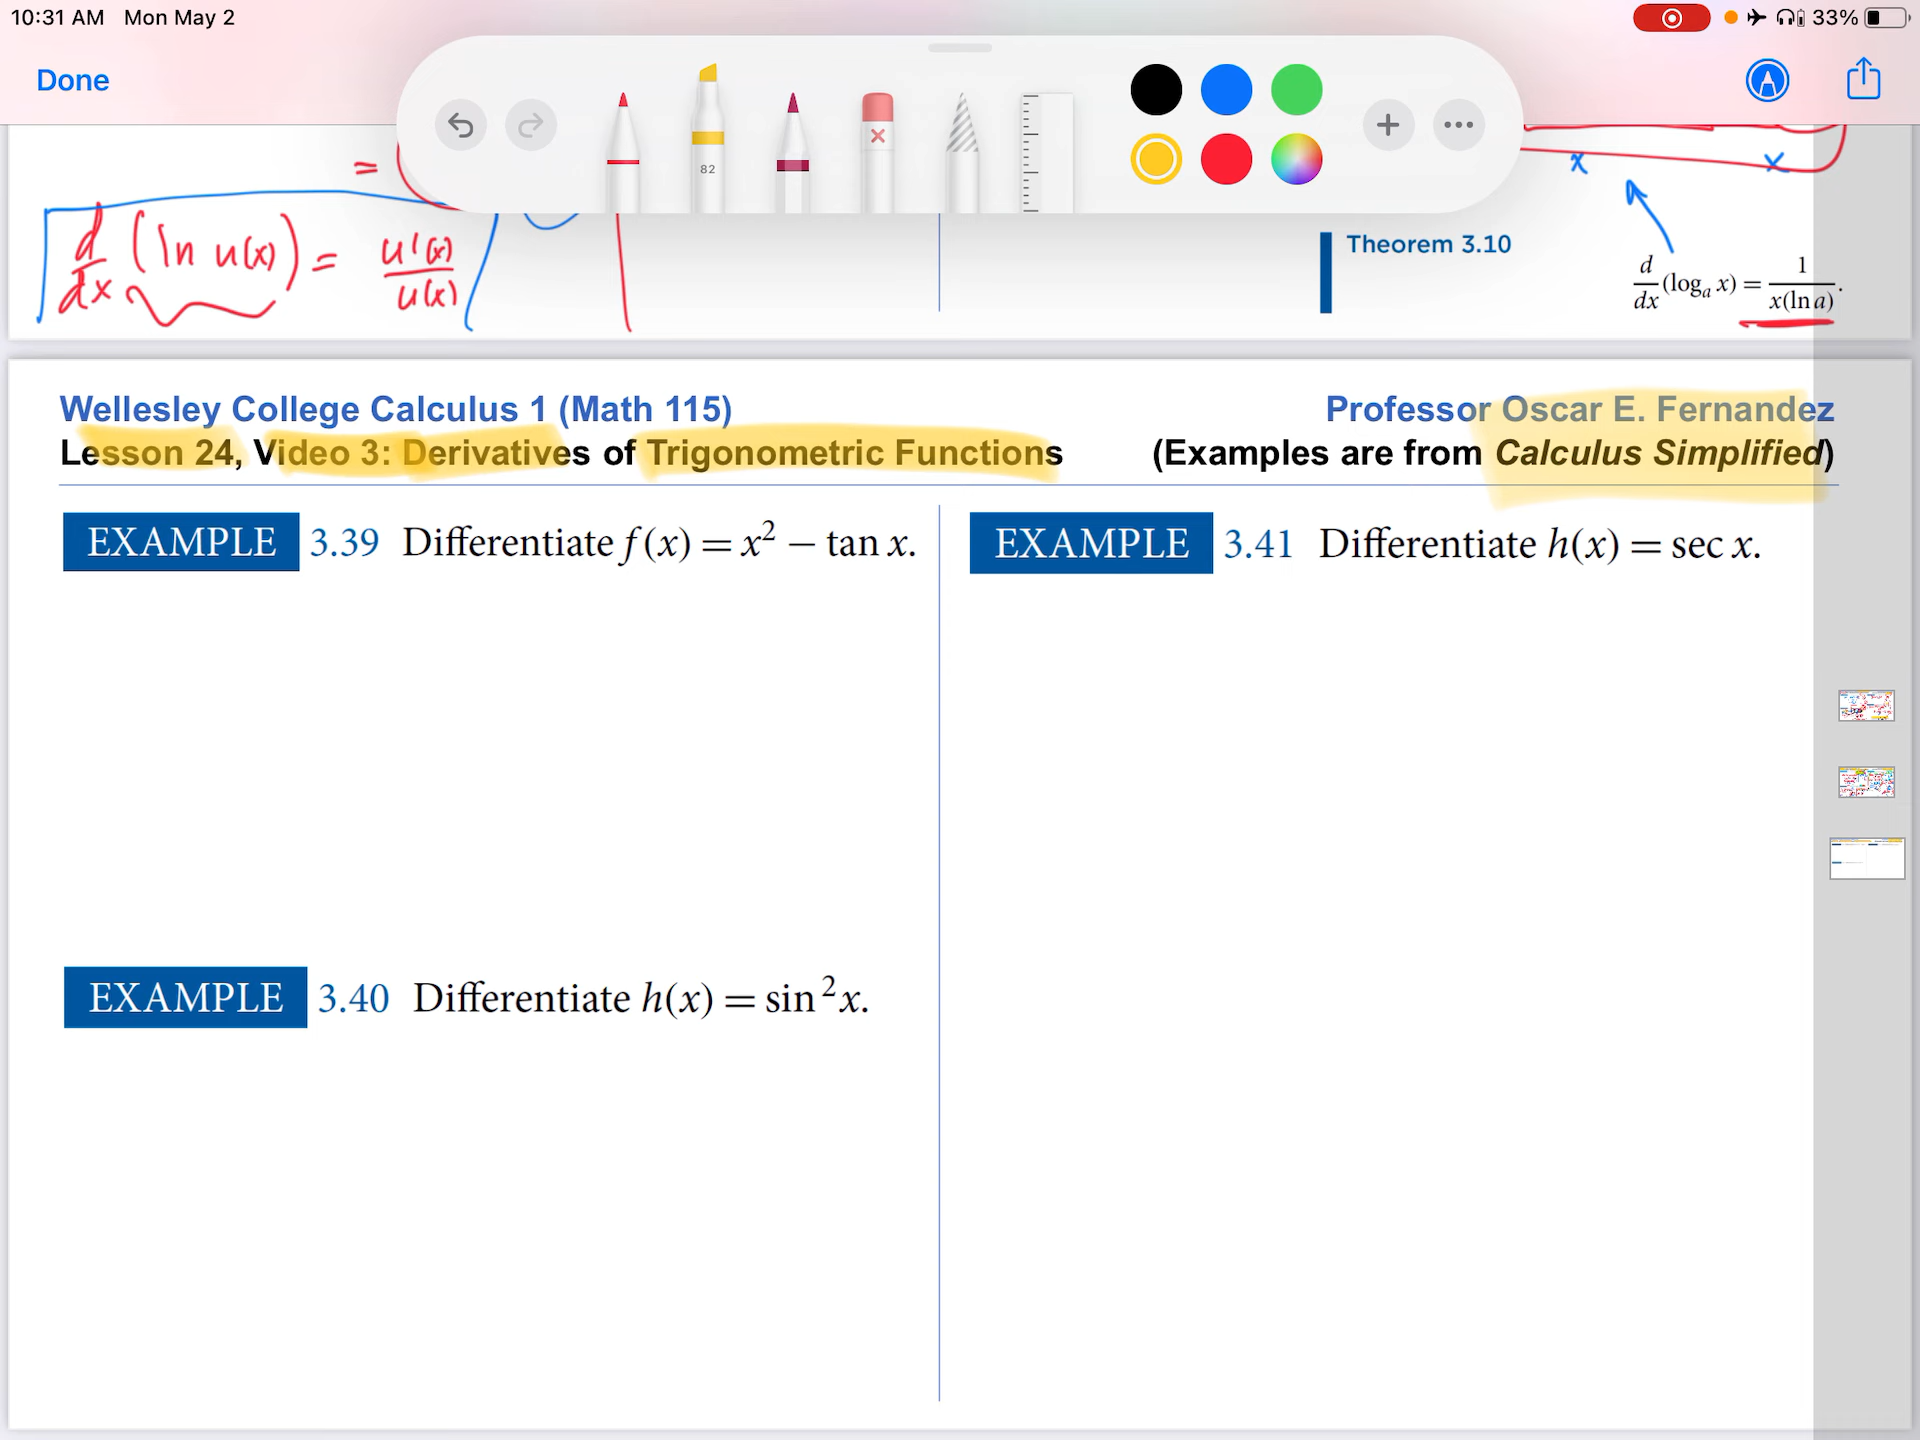 10:31 AM Mon May 2
33%
Done
82
=
x x
d/dx (ln u(x)) = u'(x)/u(x)
Theorem 3.10
d/dx (logₐ x) = 1/x(ln a).
Wellesley College Calculus 1 (Math 115)
Professor Oscar E. Fernandez
Lesson 24, Video 3: Derivatives of Trigonometric Functions
(Examples are from Calculus Simplified)
EXAMPLE 3.39 Differentiate f(x) = x² − tan x.
EXAMPLE 3.40 Differentiate h(x) = sin² x.
EXAMPLE 3.41 Differentiate h(x) = sec x.